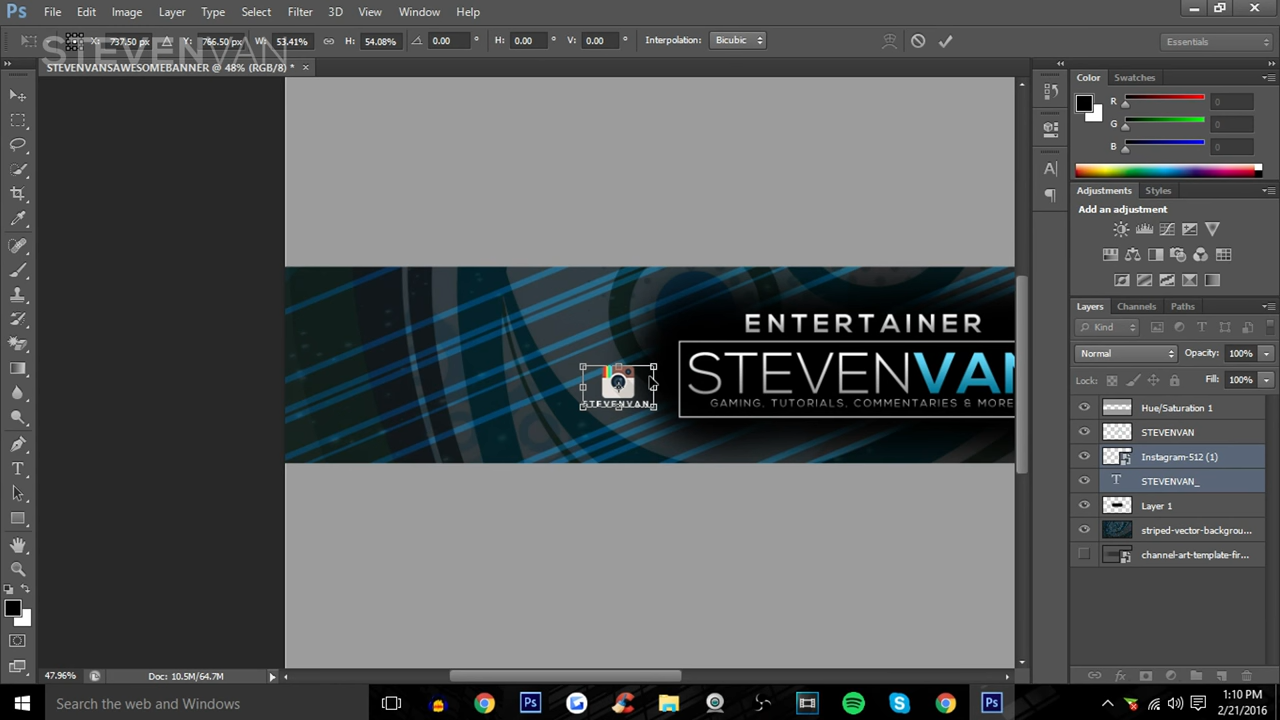 Ps File Edit Image Layer Type Select Filter 3D View Window Help
X: 737.50 px Y: 766.50 px W: 53.41% H: 54.08% 0.00 ° H: 0.00 ° V: 0.00 ° Interpolation: Bicubic Essentials
STEVENVAN
STEVENVANSAWESOMEBANNER @ 48% (RGB/8) *
Color Swatches
R 0
G 0
B 0
Adjustments Styles
Add an adjustment
ENTERTAINER
STEVENVAN
GAMING, TUTORIALS, COMMENTARIES & MORE
STEVENVAN_
Layers Channels Paths
Kind
Normal Opacity: 100%
Lock: Fill: 100%
Hue/Saturation 1
STEVENVAN
Instagram-512 (1)
T STEVENVAN_
Layer 1
striped-vector-backgrou...
channel-art-template-fir...
47.96% Doc: 10.5M/64.7M
Search the web and Windows
1:10 PM
2/21/2016